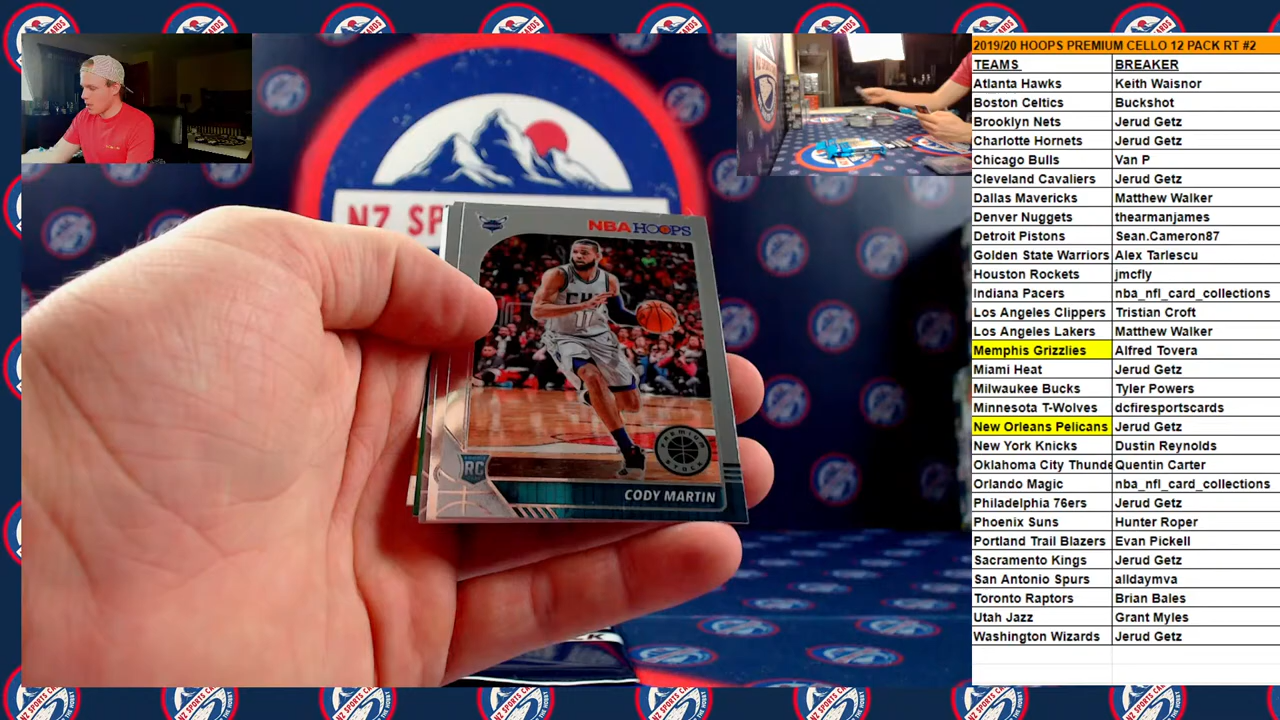 2019/20 HOOPS PREMIUM CELLO 12 PACK RT #2
TEAMS BREAKER
Atlanta Hawks Keith Waisnor
Boston Celtics Buckshot
Brooklyn Nets Jerud Getz
Charlotte Hornets Jerud Getz
Chicago Bulls Van P
Cleveland Cavaliers Jerud Getz
Dallas Mavericks Matthew Walker
Denver Nuggets thearmanjames
Detroit Pistons Sean.Cameron87
Golden State Warriors Alex Tarlescu
Houston Rockets jmcfly
Indiana Pacers nba_nfl_card_collections
Los Angeles Clippers Tristian Croft
Los Angeles Lakers Matthew Walker
Memphis Grizzlies Alfred Tovera
Miami Heat Jerud Getz
Milwaukee Bucks Tyler Powers
Minnesota T-Wolves dcfiresportscards
New Orleans Pelicans Jerud Getz
New York Knicks Dustin Reynolds
Oklahoma City Thunde Quentin Carter
Orlando Magic nba_nfl_card_collections
Philadelphia 76ers Jerud Getz
Phoenix Suns Hunter Roper
Portland Trail Blazers Evan Pickell
Sacramento Kings Jerud Getz
San Antonio Spurs alldaymva
Toronto Raptors Brian Bales
Utah Jazz Grant Myles
Washington Wizards Jerud Getz
NZ SP
NBA HOOPS
PREMIUM STOCK
RC
CODY MARTIN
NZ SPORTS CARDS